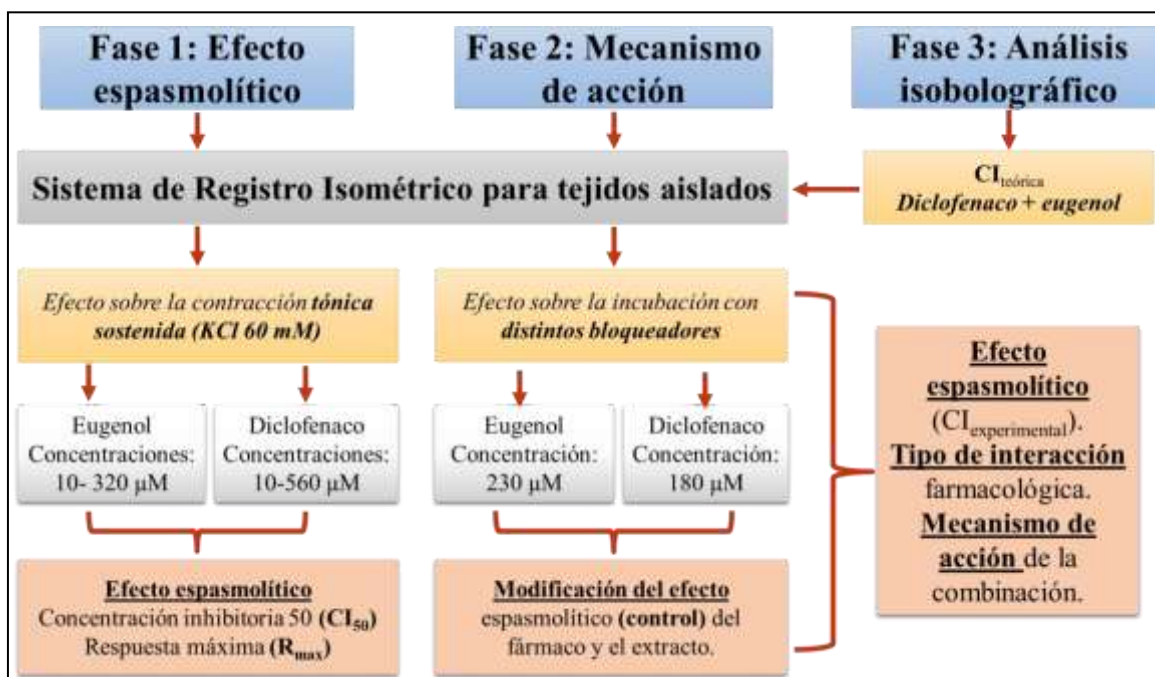 Fase 1: Efecto
espasmolítico
Fase 2: Mecanismo
de acción
Fase 3: Análisis
isobolográfico
Sistema de Registro Isométrico para tejidos aislados
CIteórica
Diclofenaco + eugenol
Efecto sobre la contracción tónica
sostenida (KCl 60 mM)
Efecto sobre la incubación con
distintos bloqueadores
Eugenol
Concentraciones:
10- 320 μM
Diclofenaco
Concentraciones:
10-560 μM
Eugenol
Concentración:
230 μM
Diclofenaco
Concentración:
180 μM
Efecto espasmolítico
Concentración inhibitoria 50 (CI50)
Respuesta máxima (Rmax)
Modificación del efecto
espasmolítico (control) del
fármaco y el extracto.
Efecto
espasmolítico
(CIexperimental).
Tipo de interacción
farmacológica.
Mecanismo de
acción de la
combinación.